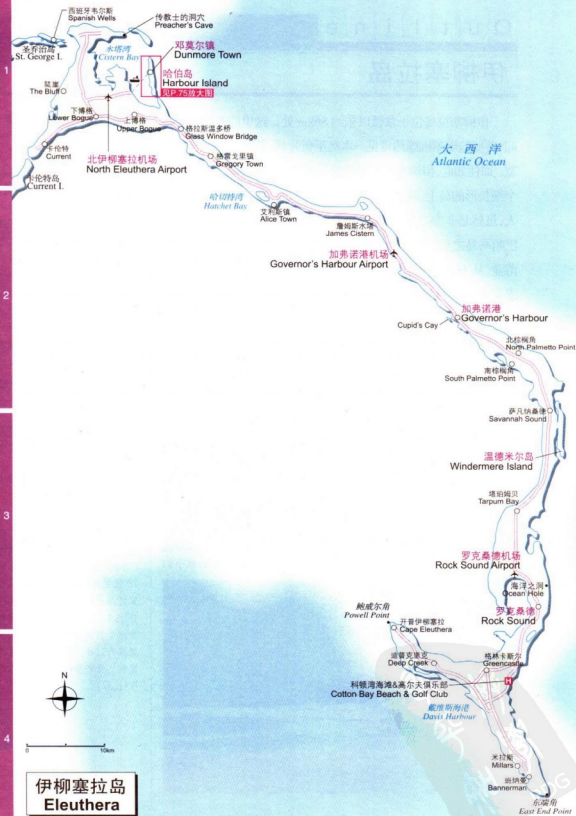 西班牙韦尔斯
Spanish Wells
传教士的洞穴
Preacher's Cave
圣乔治岛
St. George I.
水塔湾
Cistern Bay
邓莫尔镇
Dunmore Town
哈伯岛
Harbour Island
见P.75放大图
1
The Bluff
下博格
Lower Bogue
上博格
Upper Bogue
格拉斯温多桥
Glass Window Bridge
卡伦特
Current
卡伦特岛
Current I.
北伊柳塞拉机场
North Eleuthera Airport
格雷戈里镇
Gregory Town
大西洋
Atlantic Ocean
哈切特湾
Hatchet Bay
艾利斯镇
Alice Town
詹姆斯水塔
James Cistern
加弗诺港机场
Governor's Harbour Airport
2
加弗诺港
Governor's Harbour
Cupid's Cay
北棕榈角
North Palmetto Point
南棕榈角
South Palmetto Point
萨凡纳桑德
Savannah Sound
温德米尔岛
Windermere Island
塔珀姆贝
Tarpum Bay
3
罗克桑德机场
Rock Sound Airport
海洋之洞
Ocean Hole
罗克桑德
Rock Sound
鲍威尔角
Powell Point
开普伊柳塞拉
Cape Eleuthera
迪普克里克
Deep Creek
格林卡斯尔
Greencastle
科顿湾海滩&高尔夫俱乐部
Cotton Bay Beach & Golf Club
H
戴维斯海港
Davis Harbour
N
4
0 10km
米拉斯
Millars
班纳曼
Bannerman
东端角
East End Point
伊柳塞拉岛
Eleuthera